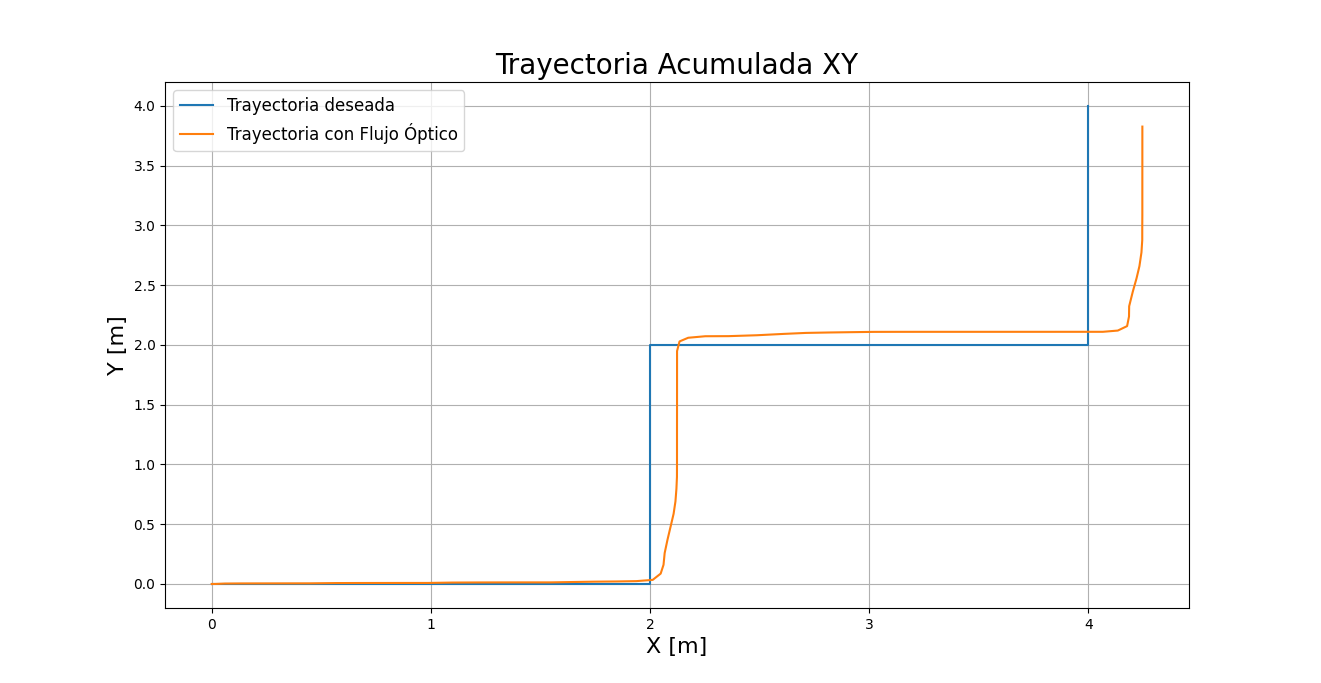 Trayectoria Acumulada XY
Trayectoria deseada
Trayectoria con Flujo Óptico
4.0
3.5
3.0
2.5
2.0
1.5
1.0
0.5
0.0
Y [m]
0 1 2 3 4
X [m]